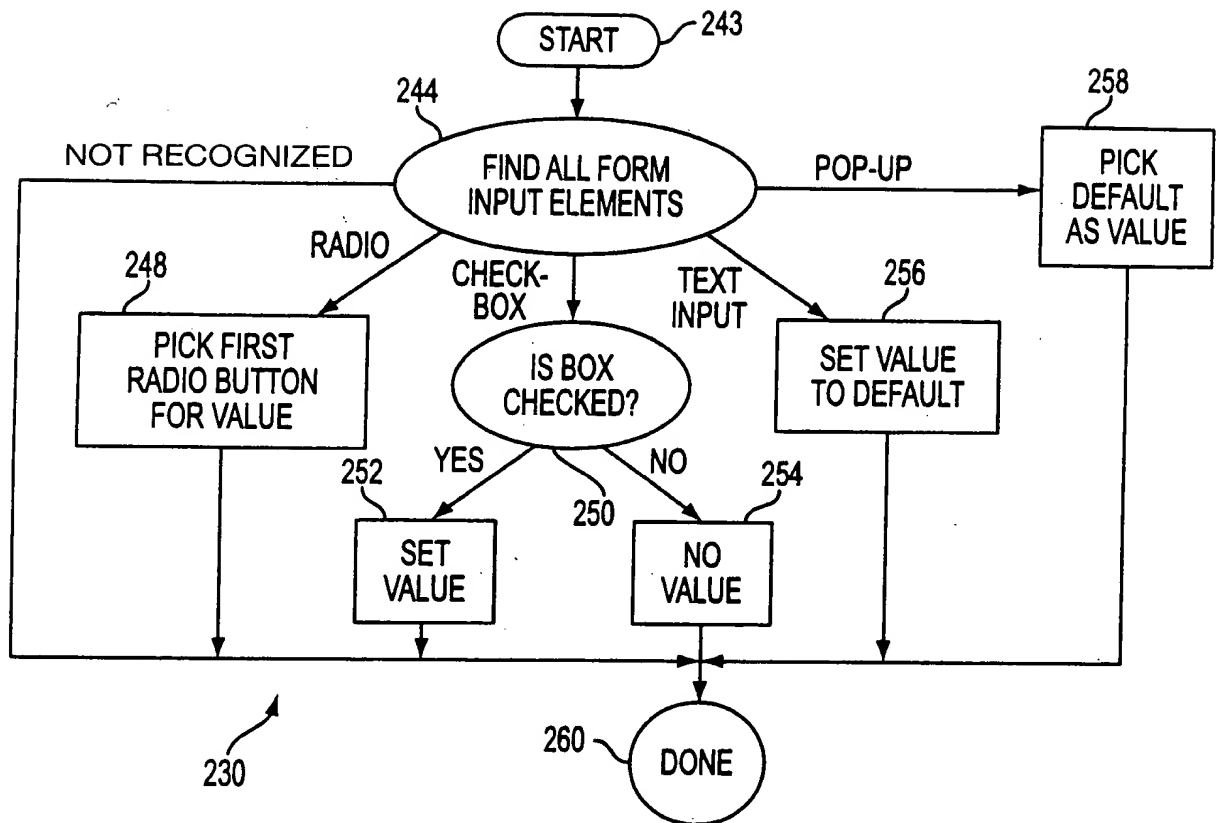 START
243
244
258
NOT RECOGNIZED
FIND ALL FORM
INPUT ELEMENTS
POP-UP
PICK
DEFAULT
AS VALUE
RADIO
CHECK-
BOX
TEXT
INPUT
248
256
PICK FIRST
RADIO BUTTON
FOR VALUE
IS BOX
CHECKED?
SET VALUE
TO DEFAULT
YES
NO
252
250
254
SET
VALUE
NO
VALUE
230
260
DONE